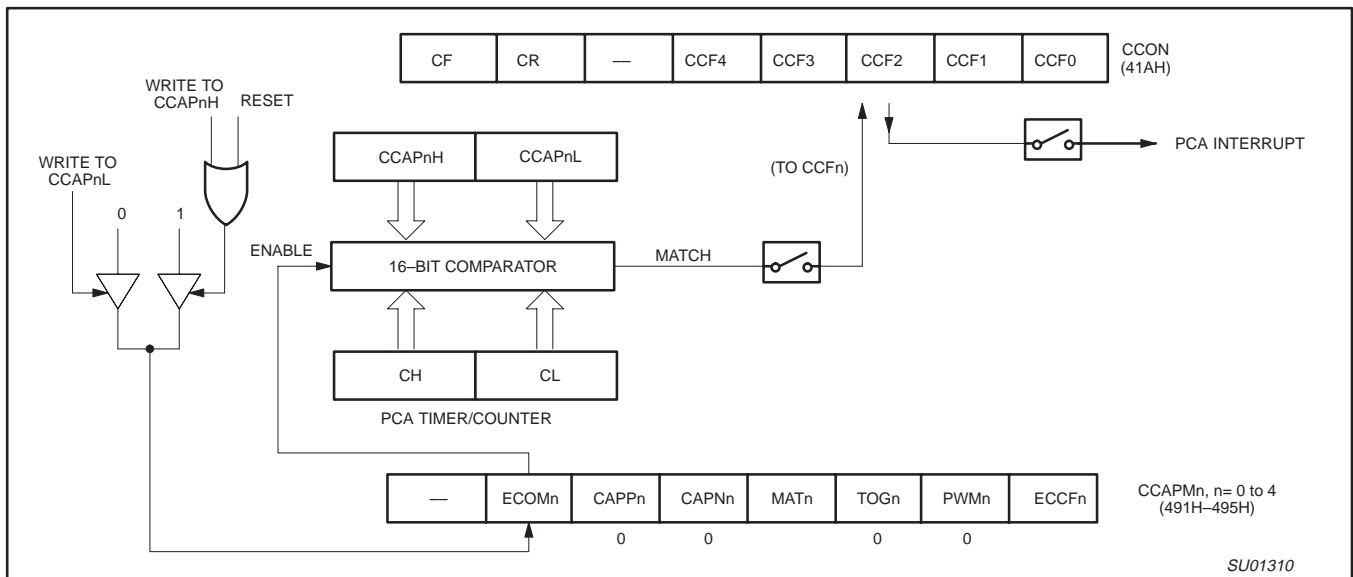 CF CR — CCF4 CCF3 CCF2 CCF1 CCF0
CCON
(41AH)
WRITE TO
CCAPnH RESET
WRITE TO
CCAPnL
0 1
CCAPnH CCAPnL
(TO CCFn)
PCA INTERRUPT
ENABLE
16–BIT COMPARATOR
MATCH
CH CL
PCA TIMER/COUNTER
— ECOMn CAPPn CAPNn MATn TOGn PWMn ECCFn
CCAPMn, n= 0 to 4
(491H–495H)
0 0 0 0
SU01310